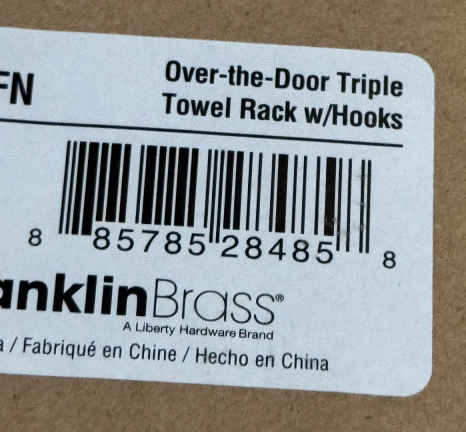 FN
Over-the-Door Triple
Towel Rack w/Hooks
8 85785 28485 8
anklinBrass®
A Liberty Hardware Brand
a / Fabriqué en Chine / Hecho en China